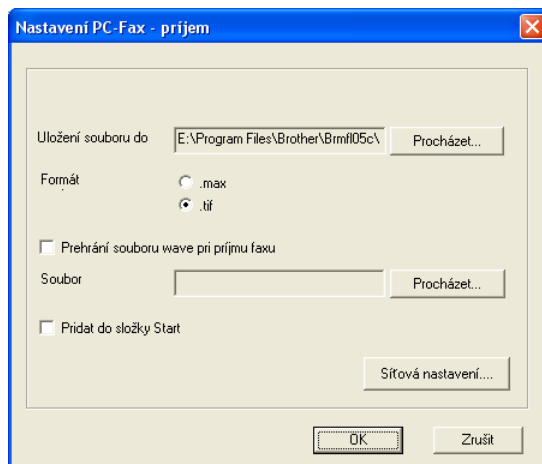 Nastavení PC-Fax - príjem
Uložení souboru do E:\Program Files\Brother\Brmfl05c\ Procházet...
Formát .max
.tif
Prehrání souboru wave pri príjmu faxu
Soubor Procházet...
Pridat do složky Start
Síťová nastavení....
OK Zrušit